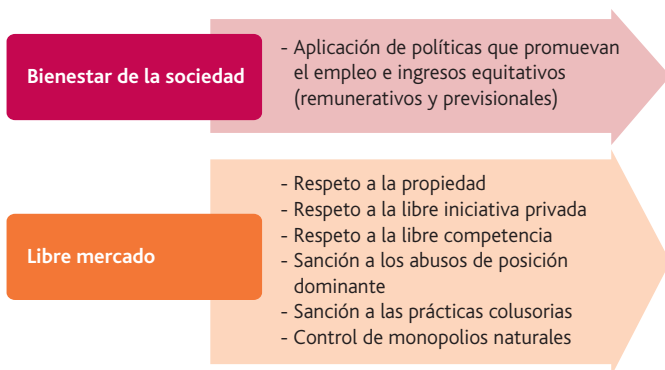 Bienestar de la sociedad
- Aplicación de políticas que promuevan
el empleo e ingresos equitativos
(remunerativos y previsionales)
Libre mercado
- Respeto a la propiedad
- Respeto a la libre iniciativa privada
- Respeto a la libre competencia
- Sanción a los abusos de posición
dominante
- Sanción a las prácticas colusorias
- Control de monopolios naturales